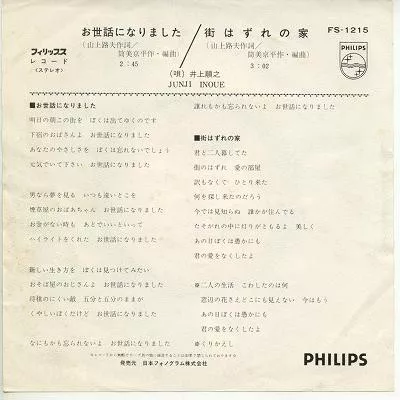 フィリップス
レコード
(ステレオ)
お世話になりました
(山上路夫作詞/筒美京平作・編曲)
2:45
街はずれの家
(山上路夫作詞/筒美京平作・編曲)
3:02
(唄)井上順之
JUNJI INOUE
FS-1215
PHILIPS
■お世話になりました
明日の朝この街を ぼくは出てゆくのです
下宿のおばさんよ お世話になりました
あなたのやさしさを ぼくは忘れないでしょう
元気でいて下さい お世話になりました
男なら夢を見る いつも遠いとこを
煙草屋のおばあちゃん お世話になりました
お金がない時も あとでいいといって
ハイライトをくれた お世話になりました
新しい生き方を ぼくは見つけてみたい
おそば屋のおじさんよ お世話になりました
将棋のにくい敵 五分と五分のままが
くやしいぼくだけど お世話になりました
なにもかも忘れないよ お世話になりました
誰れもかも忘られないよ お世話になりました
■街はずれの家
君と二人暮してた
街のはずれ 愛の部屋
訳もなくて ひとり来た
何を探し来たのだろう
今では見知らぬ 誰かが住んでる
たそがれの中に灯りがともるよ 美しく
あの日ぼくは愚かにも
君の愛をなくしたよ
※二人の生活 こわしたのは何
窓辺の花さえどこにも見えない 今はもう
あの日ぼくは愚かにも
君の愛をなくしたよ
※くりかえし
発売元 日本フォノグラム株式会社
PHILIPS